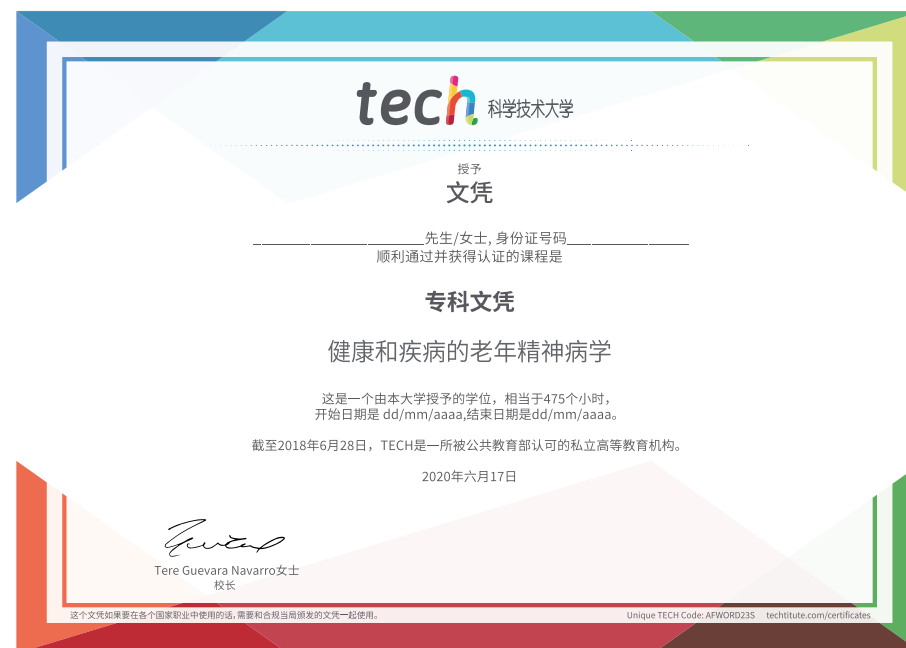 tech 科学技术大学
授予
文凭
______________________先生/女士, 身份证号码________________
顺利通过并获得认证的课程是
专科文凭
健康和疾病的老年精神病学
这是一个由本大学授予的学位，相当于475个小时，
开始日期是 dd/mm/aaaa,结束日期是dd/mm/aaaa。
截至2018年6月28日，TECH是一所被公共教育部认可的私立高等教育机构。
2020年六月17日
Tere Guevara Navarro女士
校长
这个文凭如果要在各个国家职业中使用的话,需要和合规当局颁发的文凭一起使用。
Unique TECH Code: AFWORD23S techtitute.com/certificates